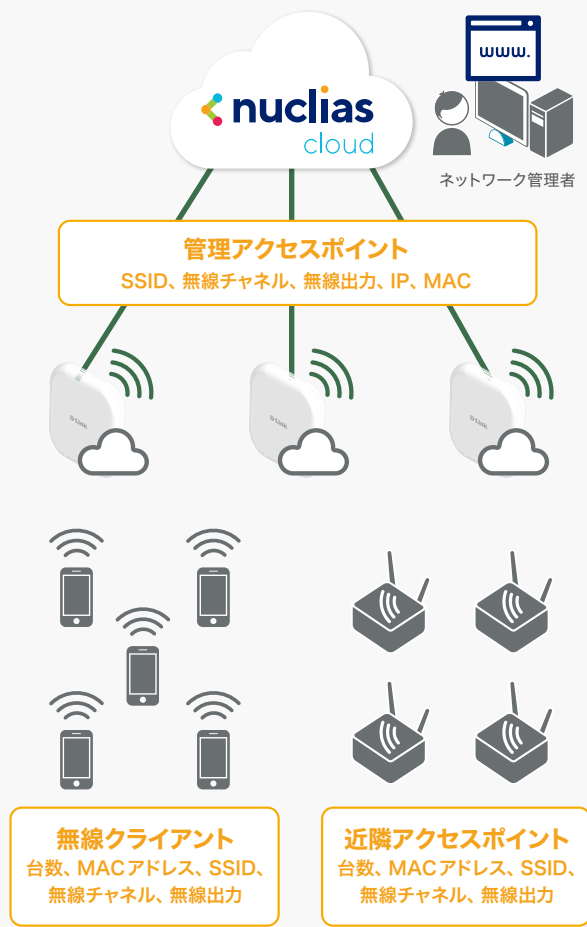 www.
nuclias
cloud
ネットワーク管理者
管理アクセスポイント
SSID、無線チャネル、無線出力、IP、MAC
D-Link
D-Link
D-Link
無線クライアント
台数、MACアドレス、SSID、
無線チャネル、無線出力
近隣アクセスポイント
台数、MACアドレス、SSID、
無線チャネル、無線出力